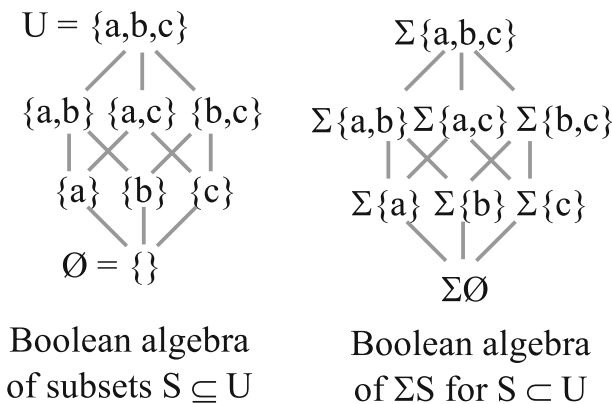 U = {a,b,c}
{a,b} {a,c} {b,c}
{a} {b} {c}
Ø = {}
Boolean algebra
of subsets S ⊆ U
Σ{a,b,c}
Σ{a,b} Σ{a,c} Σ{b,c}
Σ{a} Σ{b} Σ{c}
ΣØ
Boolean algebra
of ΣS for S ⊂ U